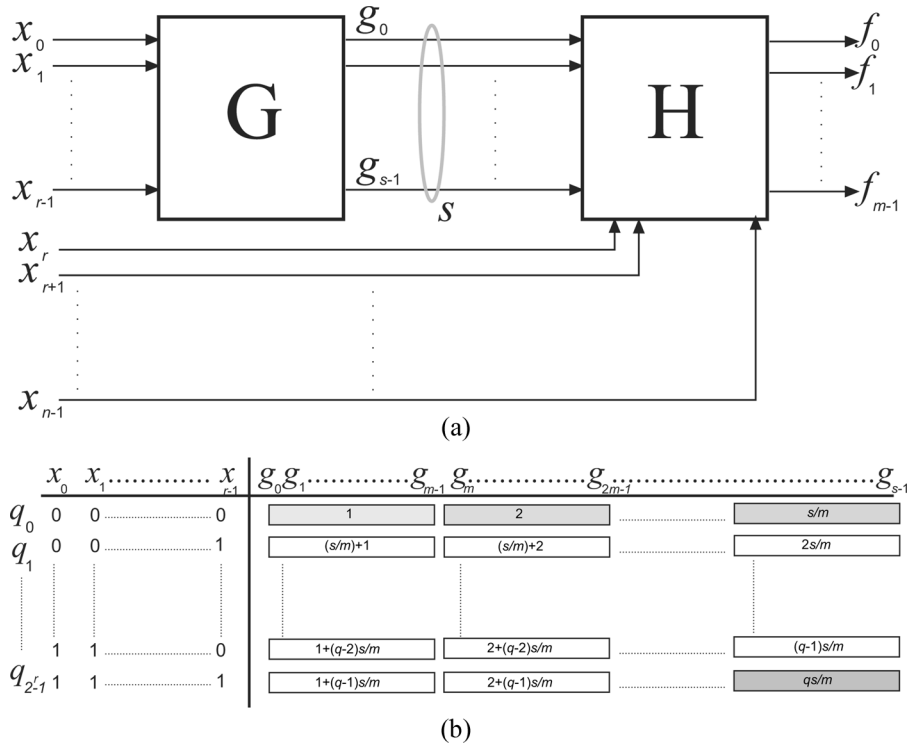 x0 g0 f0
x1 f1
G H
xr-1 gs-1 fm-1
s
xr
xr+1
xn-1
(a)
x0 x1 ............ xr-1 g0 g1 ............ gm-1 gm ............ g2m-1 ............ gs-1
q0 0 0 ............ 0 1 2 ............ s/m
q1 0 0 ............ 1 (s/m)+1 (s/m)+2 ............ 2s/m
1 1 ............ 0 1+(q-2)s/m 2+(q-2)s/m (q-1)s/m
q2r-1 1 1 ............ 1 1+(q-1)s/m 2+(q-1)s/m ............ qs/m
(b)